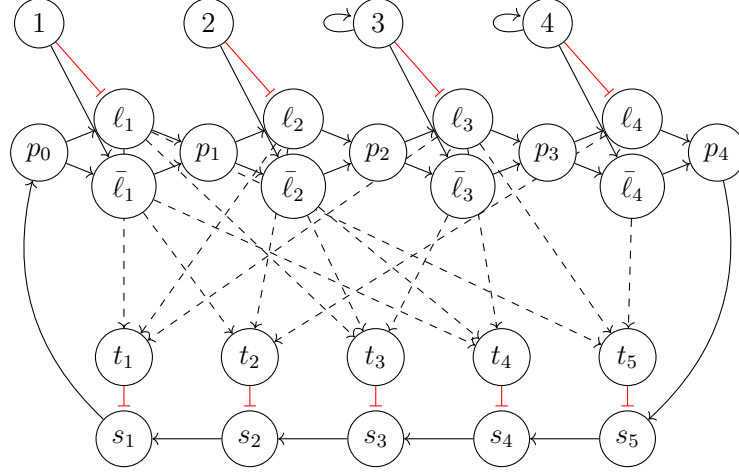 1 2 3 4
ℓ₁ ℓ₂ ℓ₃ ℓ₄
p₀ p₁ p₂ p₃ p₄
ℓ̄₁ ℓ̄₂ ℓ̄₃ ℓ̄₄
t₁ t₂ t₃ t₄ t₅
s₁ s₂ s₃ s₄ s₅